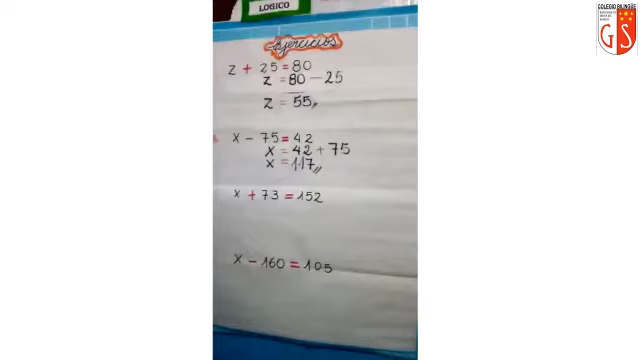 LOGICO
COLEGIO BILINGÜE
GS
Ejercicios
z + 25 = 80
z = 80 - 25
z = 55
x - 75 = 42
x = 42 + 75
x = 117
x + 73 = 152
x - 160 = 105